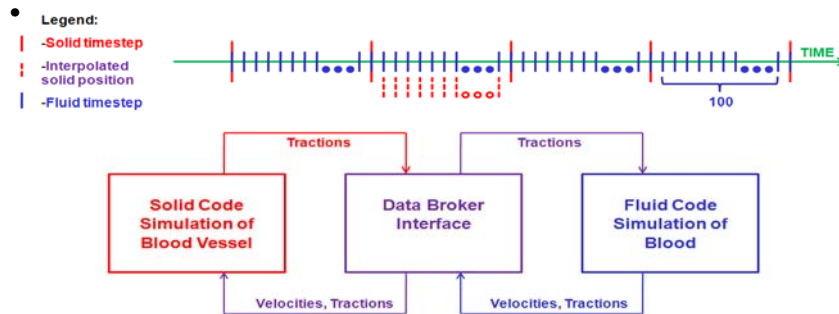 Legend:
-Solid timestep
-Interpolated
solid position
-Fluid timestep
TIME
100
Tractions
Tractions
Solid Code
Simulation of
Blood Vessel
Data Broker
Interface
Fluid Code
Simulation of
Blood
Velocities, Tractions
Velocities, Tractions